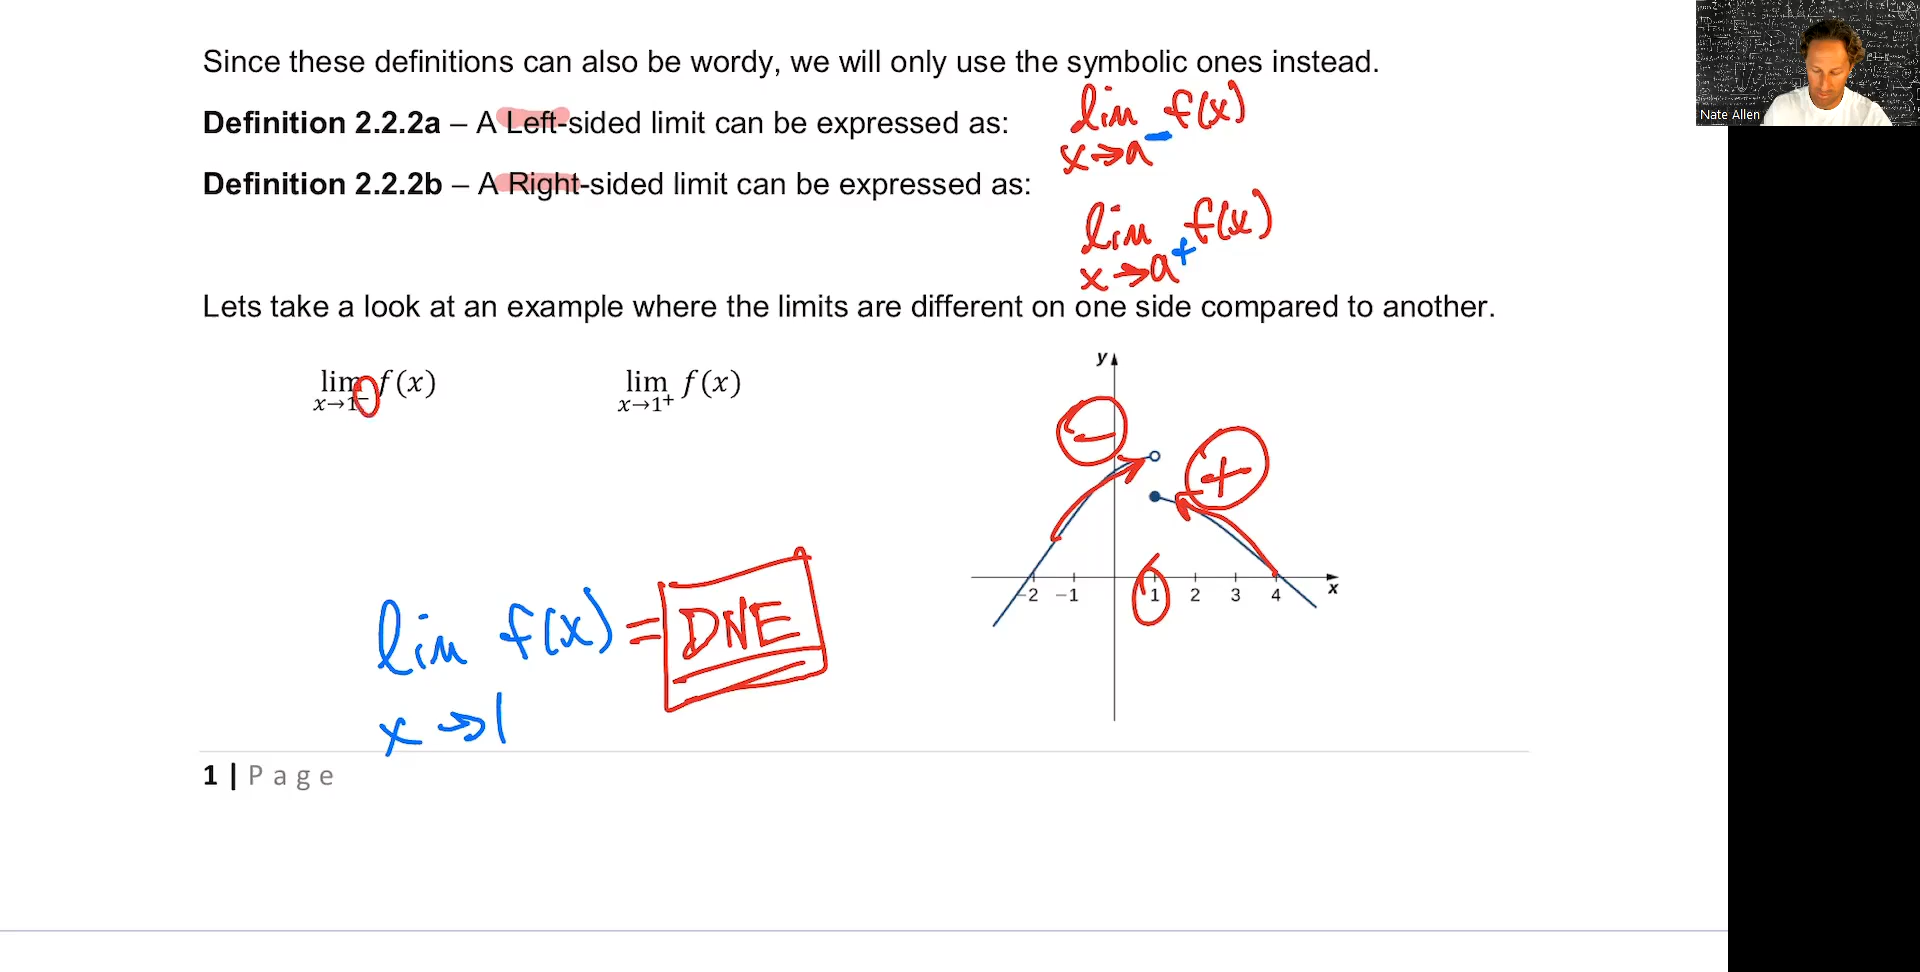 Since these definitions can also be wordy, we will only use the symbolic ones instead.
Nate Allen
Definition 2.2.2a – A Left-sided limit can be expressed as: lim f(x)
x→a⁻
Definition 2.2.2b – A Right-sided limit can be expressed as:
lim f(x)
x→a⁺
Lets take a look at an example where the limits are different on one side compared to another.
lim f(x) lim f(x)
x→1⁻ x→1⁺
y
−
+
-2 −1 1 2 3 4 x
lim f(x) = DNE
x→1
1 | Page